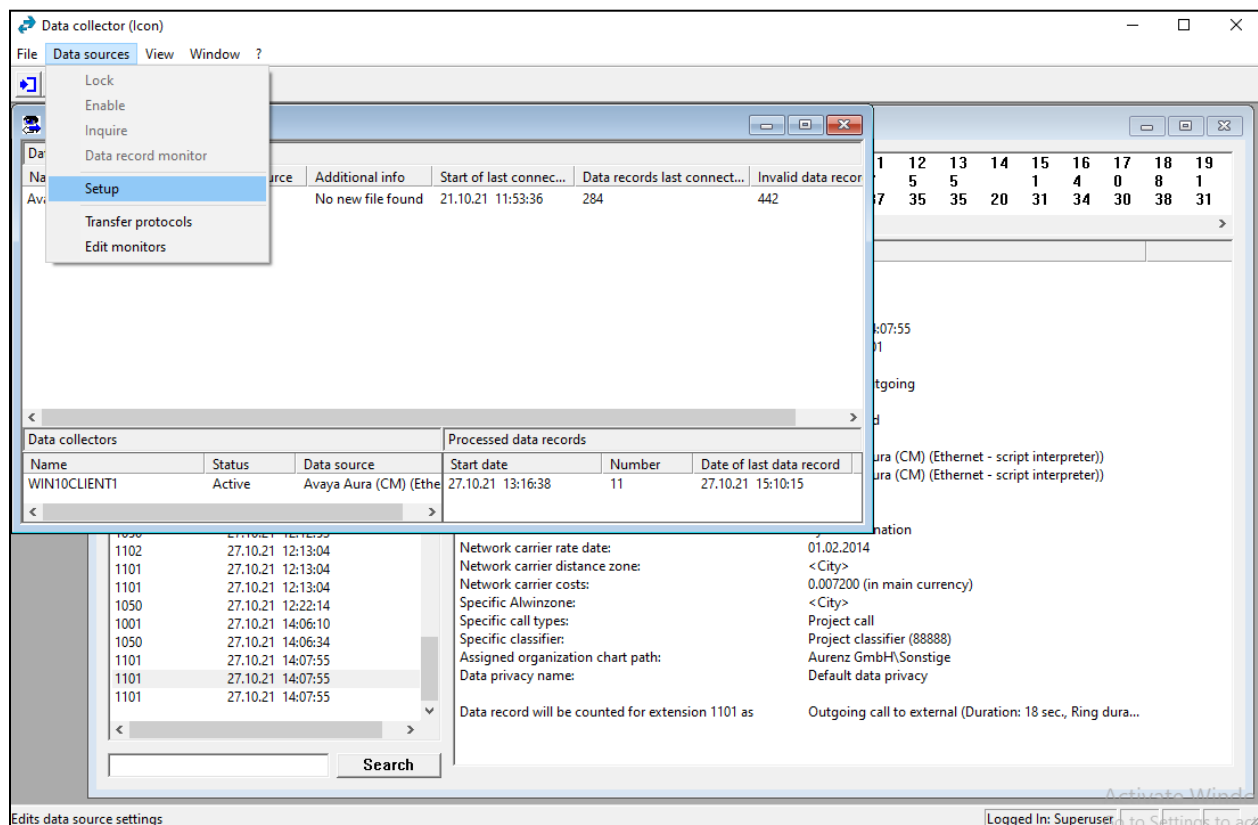 Data collector (Icon)
File Data sources View Window ?
Lock
Enable
Inquire
Data record monitor
Setup
Transfer protocols
Edit monitors
Additional info Start of last connec... Data records last connect... Invalid data recor
No new file found 21.10.21 11:53:36 284 442
Data collectors Processed data records
Name Status Data source Start date Number Date of last data record
WIN10CLIENT1 Active Avaya Aura (CM) (Ethe 27.10.21 13:16:38 11 27.10.21 15:10:15
12 13 14 15 16 17 18 19
5 5 1 4 0 8 1
35 35 20 31 34 30 38 31
:07:55
tgoing
ura (CM) (Ethernet - script interpreter))
ura (CM) (Ethernet - script interpreter))
nation
1102 27.10.21 12:13:04
1101 27.10.21 12:13:04
1101 27.10.21 12:13:04
1050 27.10.21 12:22:14
1001 27.10.21 14:06:10
1050 27.10.21 14:06:34
1101 27.10.21 14:07:55
1101 27.10.21 14:07:55
1101 27.10.21 14:07:55
Search
Network carrier rate date: 01.02.2014
Network carrier distance zone: <City>
Network carrier costs: 0.007200 (in main currency)
Specific Alwinzone: <City>
Specific call types: Project call
Specific classifier: Project classifier (88888)
Assigned organization chart path: Aurenz GmbH\Sonstige
Data privacy name: Default data privacy
Data record will be counted for extension 1101 as Outgoing call to external (Duration: 18 sec., Ring dura...
Edits data source settings Logged In: Superuser